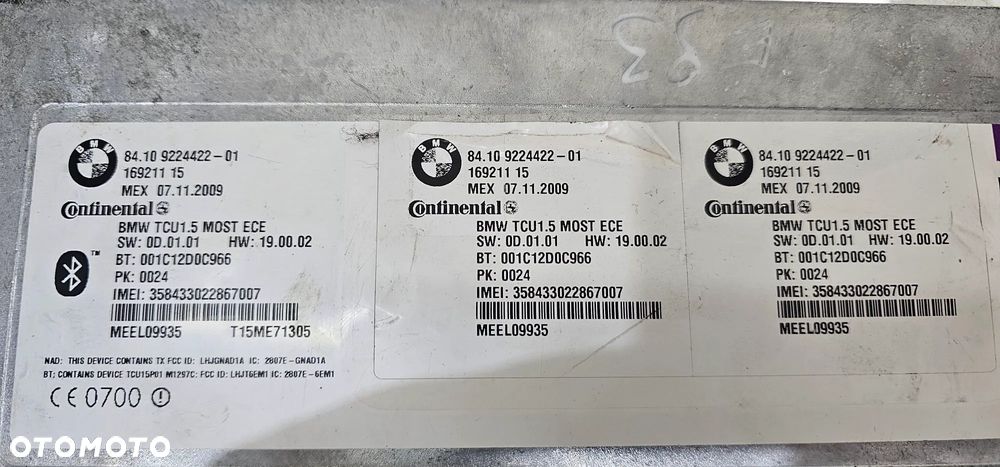 E 93
BMW
84.10 9224422-01
169211 15
MEX 07.11.2009
Continental
BMW TCU1.5 MOST ECE
SW: 0D.01.01 HW: 19.00.02
BT: 001C12D0C966
PK: 0024
IMEI: 358433022867007
MEEL09935 T15ME71305
NAD: THIS DEVICE CONTAINS TX FCC ID: LHJGNAD1A IC: 2807E-GNAD1A
BT: CONTAINS DEVICE TCU15P01 M1297C: FCC ID: LHJT6EM1 IC: 2807E-6EM1
CE 0700
TM
BMW
84.10 9224422-01
169211 15
MEX 07.11.2009
Continental
BMW TCU1.5 MOST ECE
SW: 0D.01.01 HW: 19.00.02
BT: 001C12D0C966
PK: 0024
IMEI: 358433022867007
MEEL09935
BMW
84.10 9224422-01
169211 15
MEX 07.11.2009
Continental
BMW TCU1.5 MOST ECE
SW: 0D.01.01 HW: 19.00.02
BT: 001C12D0C966
PK: 0024
IMEI: 358433022867007
MEEL09935
OTOMOTO